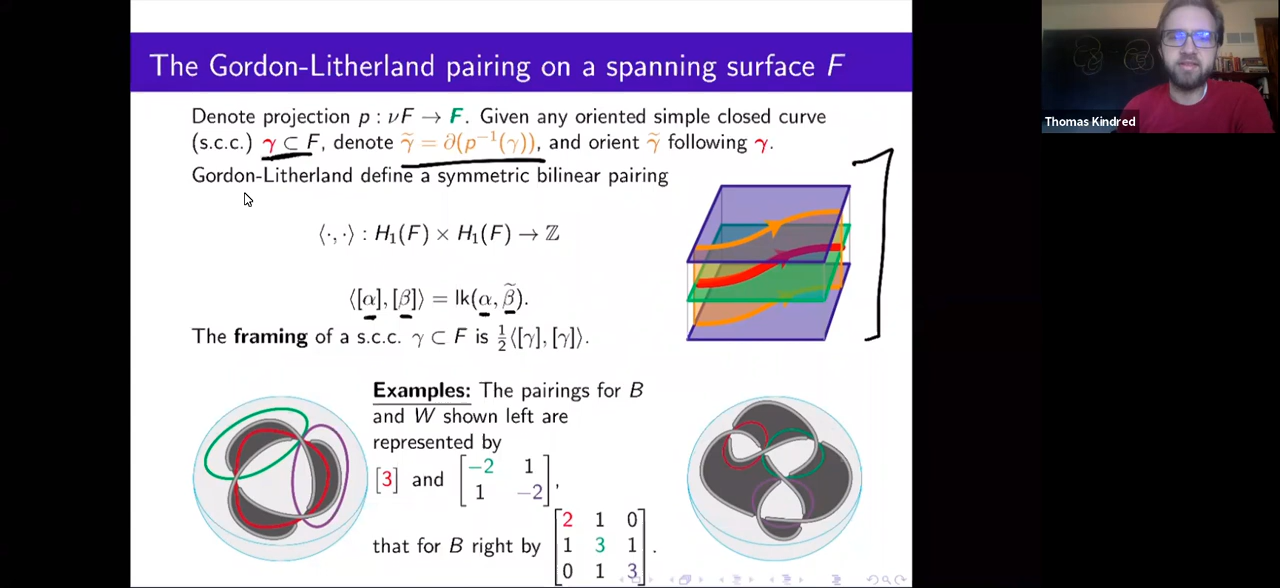 The Gordon-Litherland pairing on a spanning surface F
Thomas Kindred
Denote projection p : νF → F. Given any oriented simple closed curve
(s.c.c.) γ ⊂ F, denote γ̃ = ∂(p⁻¹(γ)), and orient γ̃ following γ.
Gordon-Litherland define a symmetric bilinear pairing
⟨·, ·⟩ : H₁(F) × H₁(F) → ℤ
⟨[α], [β]⟩ = lk(α, β̃).
The framing of a s.c.c. γ ⊂ F is ½⟨[γ], [γ]⟩.
Examples: The pairings for B
and W shown left are
represented by
[3] and [−2 1
1 −2],
that for B right by [2 1 0
1 3 1
0 1 3].